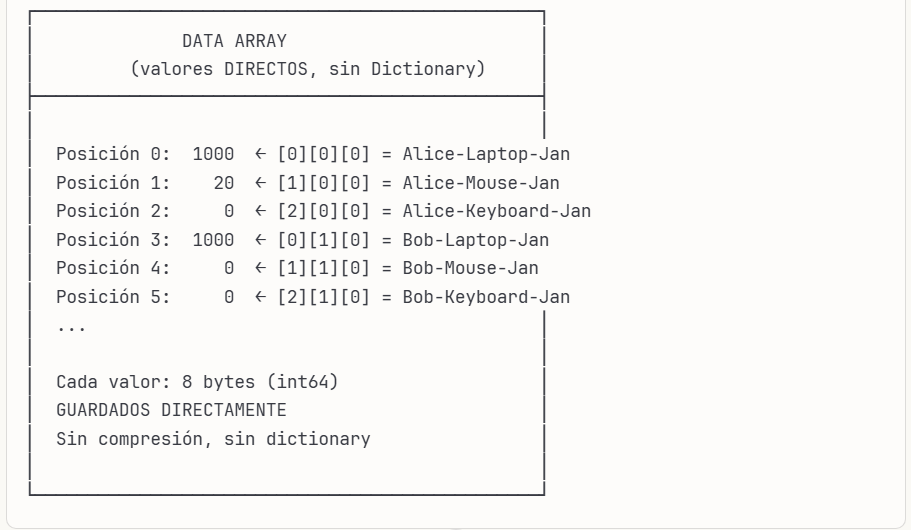 DATA ARRAY
(valores DIRECTOS, sin Dictionary)
Posición 0: 1000 ← [0][0][0] = Alice-Laptop-Jan
Posición 1: 20 ← [1][0][0] = Alice-Mouse-Jan
Posición 2: 0 ← [2][0][0] = Alice-Keyboard-Jan
Posición 3: 1000 ← [0][1][0] = Bob-Laptop-Jan
Posición 4: 0 ← [1][1][0] = Bob-Mouse-Jan
Posición 5: 0 ← [2][1][0] = Bob-Keyboard-Jan
...
Cada valor: 8 bytes (int64)
GUARDADOS DIRECTAMENTE
Sin compresión, sin dictionary